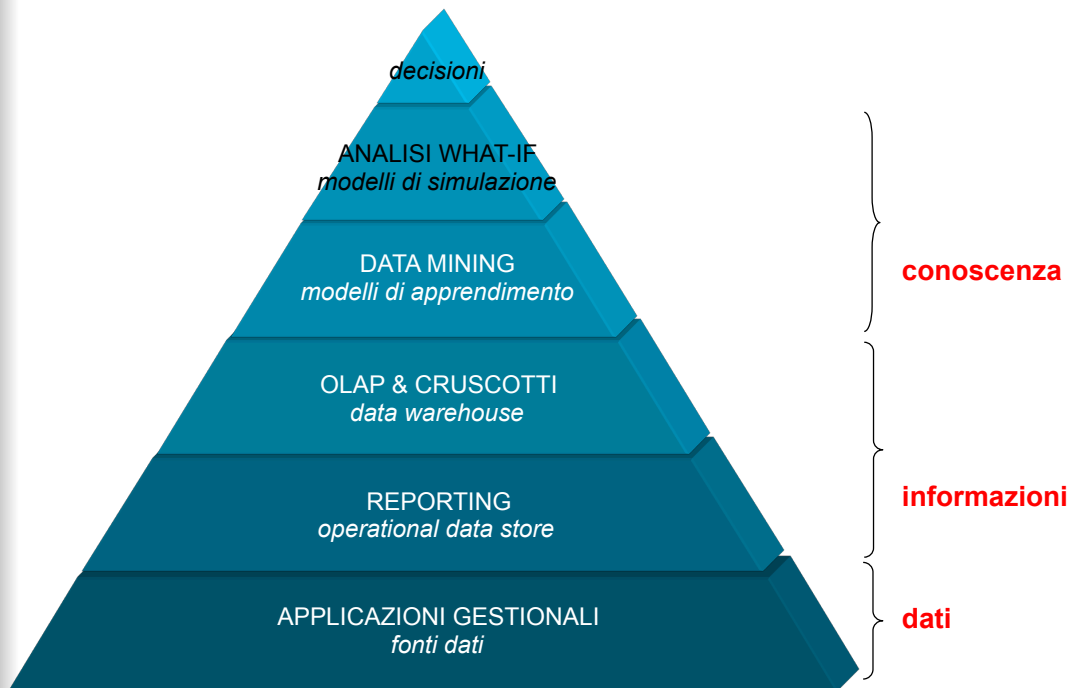 decisioni
ANALISI WHAT-IF
modelli di simulazione
DATA MINING
modelli di apprendimento
conoscenza
OLAP & CRUSCOTTI
data warehouse
REPORTING
operational data store
informazioni
APPLICAZIONI GESTIONALI
fonti dati
dati